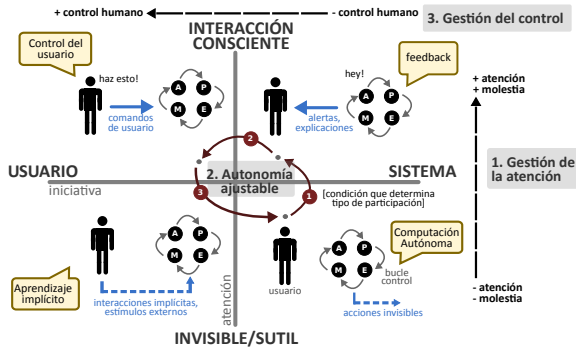 + control humano
- control humano
3. Gestión del control
INTERACCIÓN
CONSCIENTE
Control del
usuario
haz esto!
A P
M E
comandos
de usuario
hey!
A P
M E
feedback
alertas,
explicaciones
+ atención
+ molestia
USUARIO
iniciativa
2
2. Autonomía
ajustable
3
1
SISTEMA
[condición que determina
tipo de participación]
1. Gestión de
la atención
A P
M E
Aprendizaje
implícito
interacciones implícitas,
estímulos externos
atención
usuario
A P
M E
Computación
Autónoma
bucle
control
acciones invisibles
- atención
- molestia
INVISIBLE/SUTIL